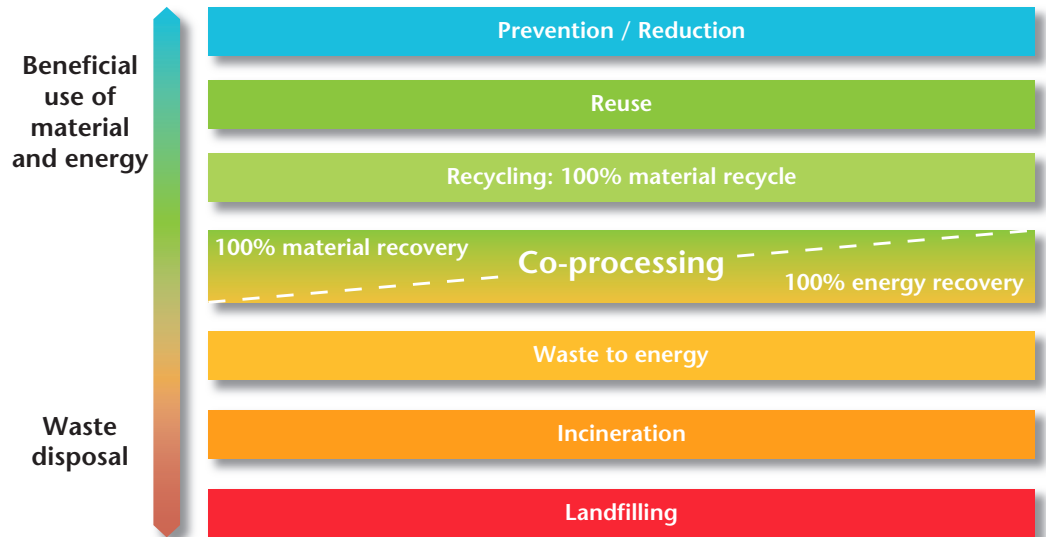 Beneficial
use of
material
and energy
Waste
disposal
Prevention / Reduction
Reuse
Recycling: 100% material recycle
100% material recovery
Co-processing
100% energy recovery
Waste to energy
Incineration
Landfilling